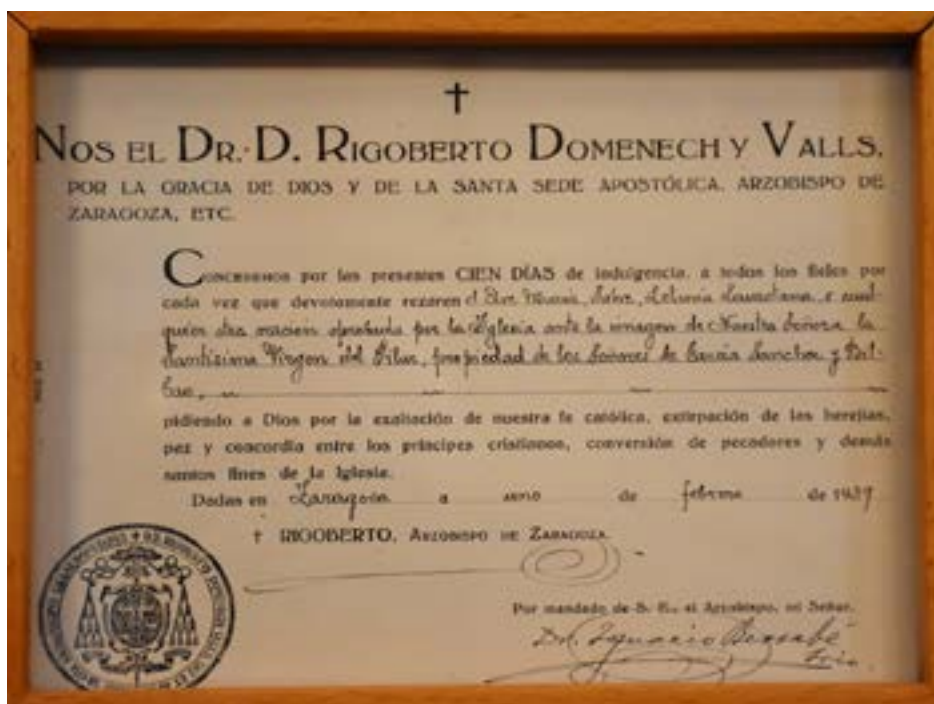 †
NOS EL DR. D. RIGOBERTO DOMENECH Y VALLS,
POR LA GRACIA DE DIOS Y DE LA SANTA SEDE APOSTÓLICA, ARZOBISPO DE
ZARAGOZA, ETC.
CONCEDEMOS por las presentes CIEN DÍAS de indulgencia, a todos los fieles por
cada vez que devotamente rezaren el Ave María, Salve, Letanía Lauretana, o cual-
quier otra oración aprobada por la Iglesia ante la imagen de Nuestra Señora la
Santísima Virgen del Pilar, propiedad de los Señores de García Sánchez y
pidiendo a Dios por la exaltación de nuestra fe católica, extirpación de las herejías,
paz y concordia entre los príncipes cristianos, conversión de pecadores y demás
santos fines de la Iglesia.
Dadas en Zaragoza a de febrero de 1939
† RIGOBERTO, ARZOBISPO DE ZARAGOZA.
Por mandado de S. E., el Arzobispo, mi Señor,
Dr. Ignacio Bersabé
Srio.